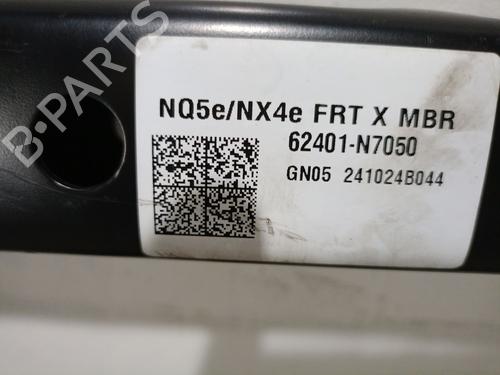 B-PARTS
NQ5e/NX4e FRT X MBR
62401-N7050
GN05 241024B044